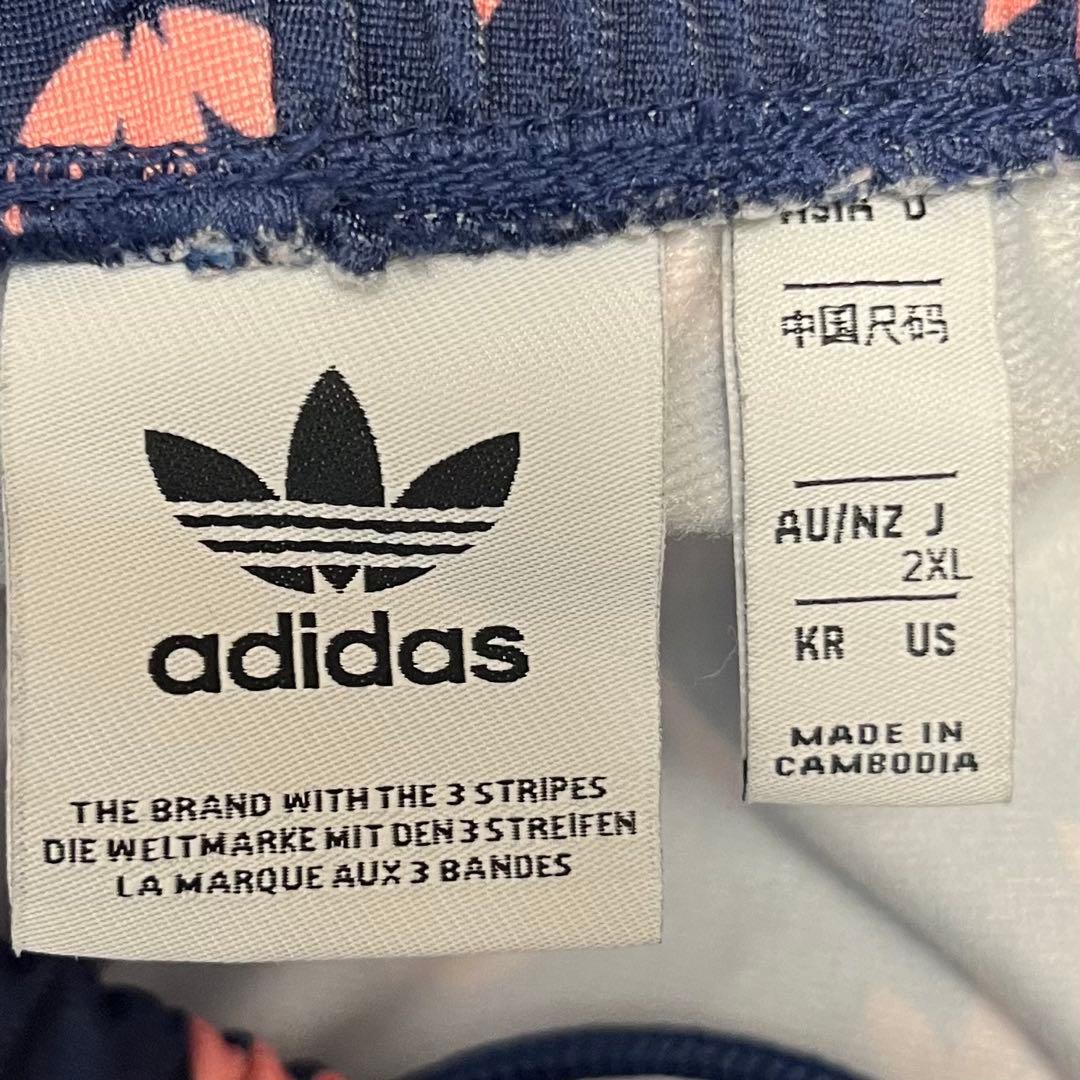 adidas
THE BRAND WITH THE 3 STRIPES
DIE WELTMARKE MIT DEN 3 STREIFEN
LA MARQUE AUX 3 BANDES
中国尺码
AU/NZ J
2XL
KR US
MADE IN
CAMBODIA